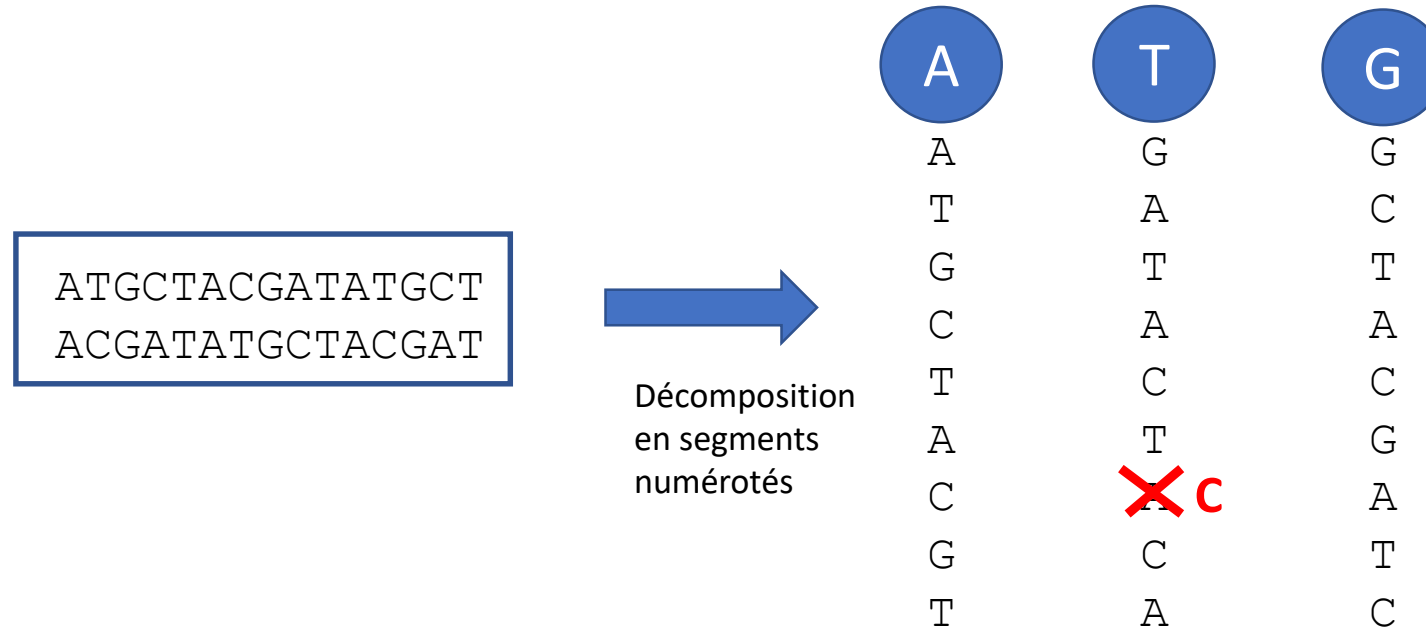 A T G
A G G
T A C
G T T
C A A
T C C
A T G
C A C A
G C T
T A C
ATGCTACGATATGCT
ACGATATGCTACGAT
Décomposition
en segments
numérotés